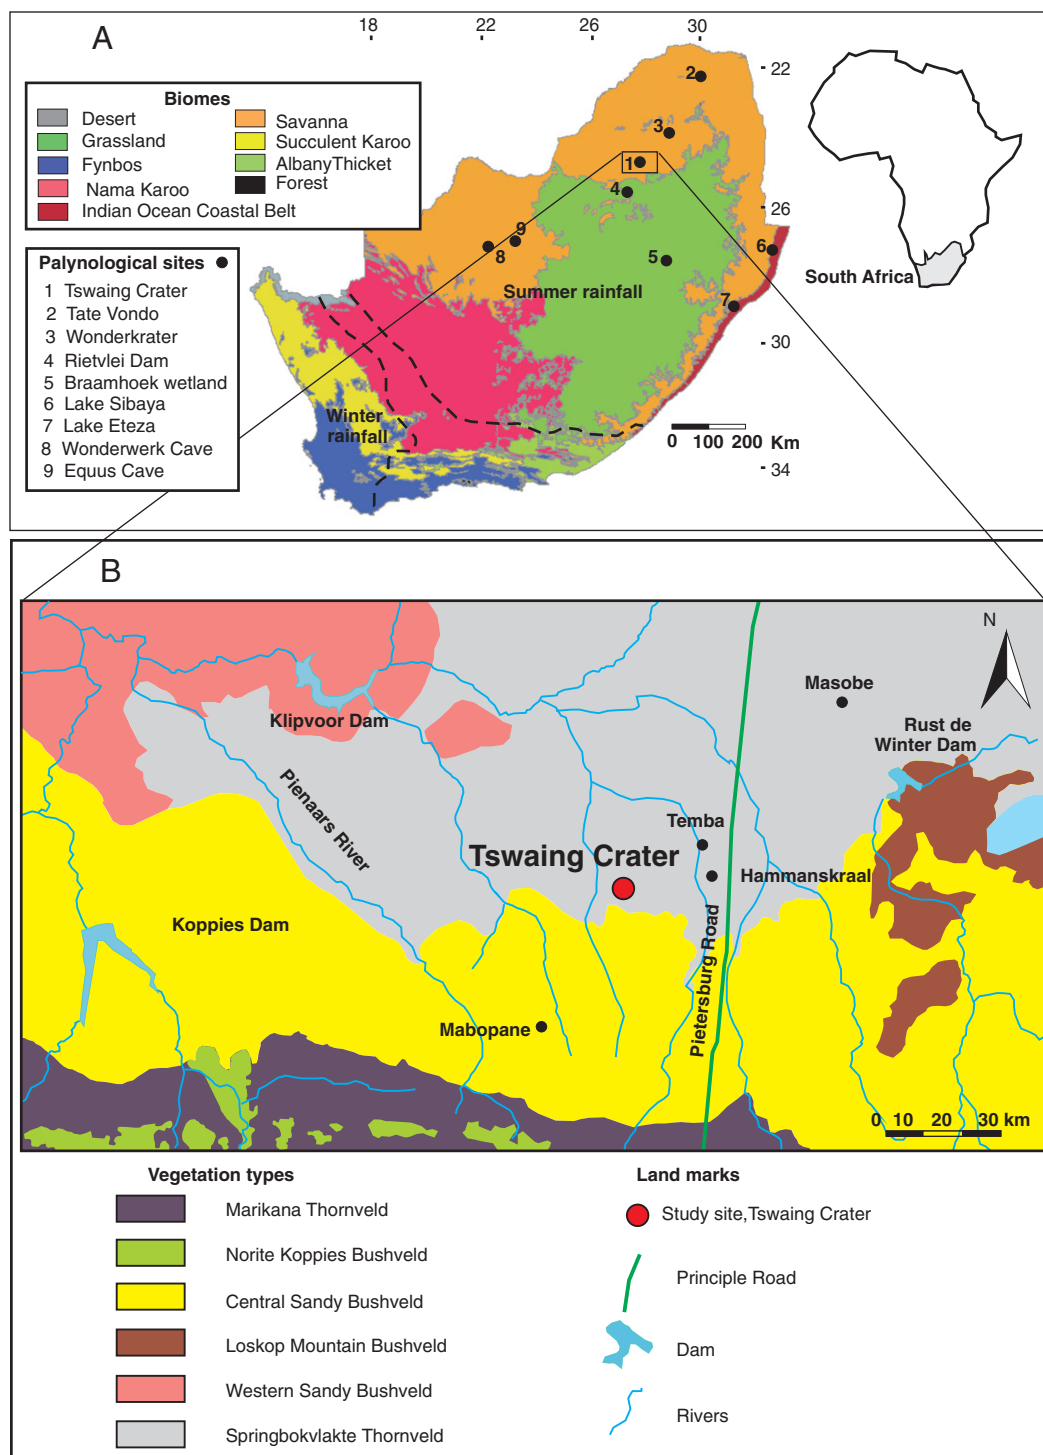 A
18 22 26 30
22
26
30
34
Biomes
Desert
Grassland
Fynbos
Nama Karoo
Indian Ocean Coastal Belt
Savanna
Succulent Karoo
AlbanyThicket
Forest
Palynological sites
1 Tswaing Crater
2 Tate Vondo
3 Wonderkrater
4 Rietvlei Dam
5 Braamhoek wetland
6 Lake Sibaya
7 Lake Eteza
8 Wonderwerk Cave
9 Equus Cave
2
3
1
4
9
8
5
6
7
Summer rainfall
Winter
rainfall
0 100 200 Km
South Africa
B
N
Masobe
Klipvoor Dam
Rust de
Winter Dam
Pienaars River
Temba
Tswaing Crater
Hammanskraal
Koppies Dam
Pietersburg Road
Mabopane
0 10 20 30 km
Vegetation types
Marikana Thornveld
Norite Koppies Bushveld
Central Sandy Bushveld
Loskop Mountain Bushveld
Western Sandy Bushveld
Springbokvlakte Thornveld
Land marks
Study site,Tswaing Crater
Principle Road
Dam
Rivers